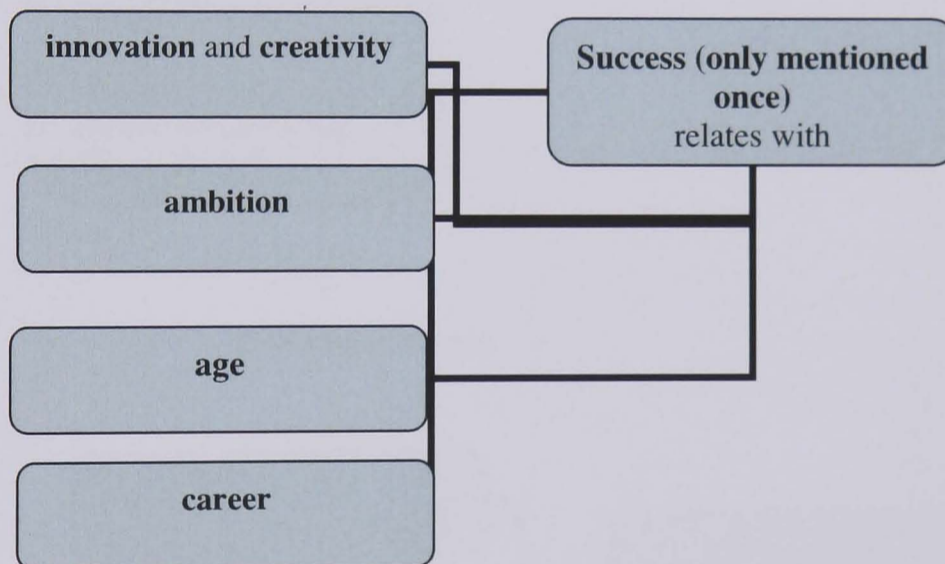 innovation and creativity
Success (only mentioned
once)
relates with
ambition
age
career